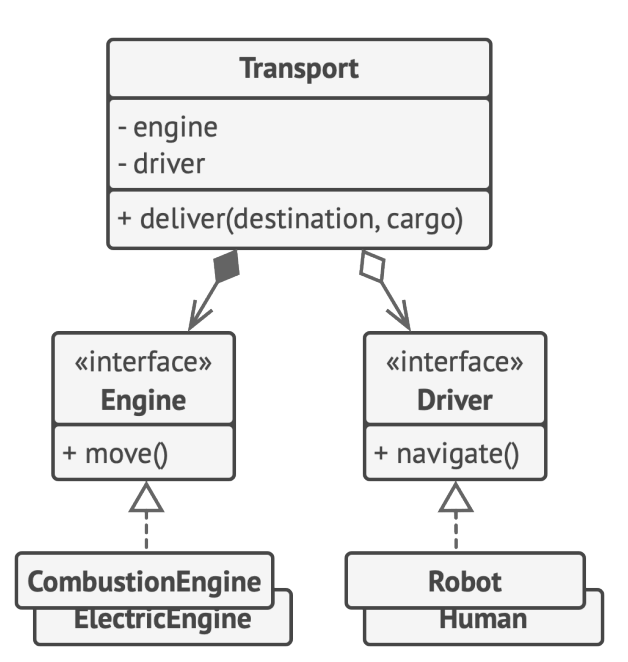 Transport
- engine
- driver
+ deliver(destination, cargo)
«interface»
Engine
+ move()
«interface»
Driver
+ navigate()
CombustionEngine
ElectricEngine
Robot
Human